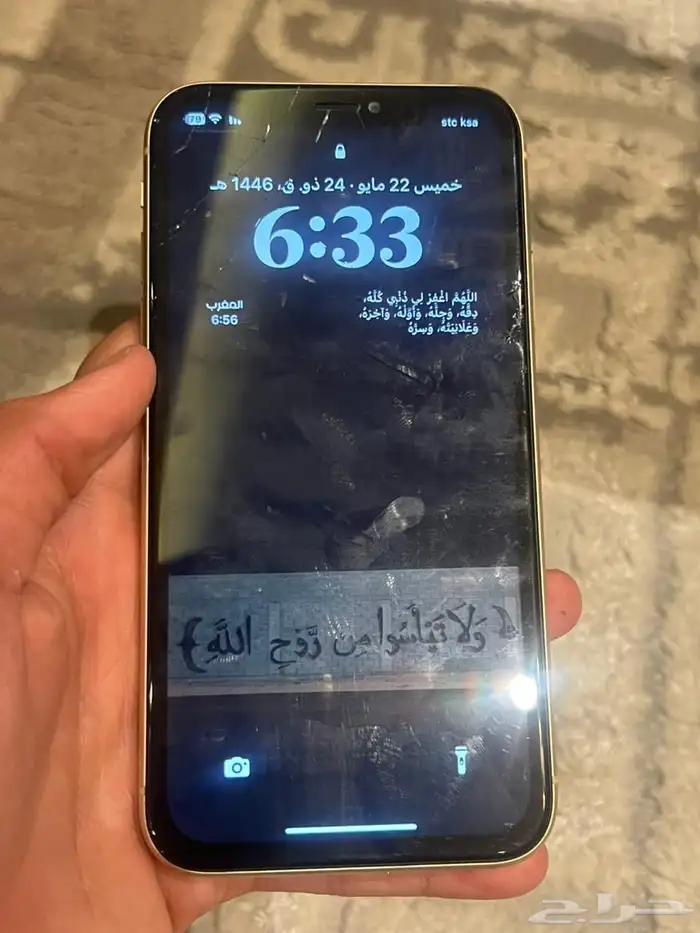 stc ksa
79
خميس 22 مايو · 24 ذو ق، 1446 هـ
6:33
اللَّهُمَّ اغْفِرْ لِي ذَنْبِي كُلَّهُ،
دِقَّهُ، وَجِلَّهُ، وَأَوَّلَهُ، وَآخِرَهُ،
وَعَلَانِيَتَهُ، وَسِرَّهُ
المغرب
6:56
﴿وَلَا تَيْأَسُوا مِن رَّوْحِ اللَّهِ﴾
حراج